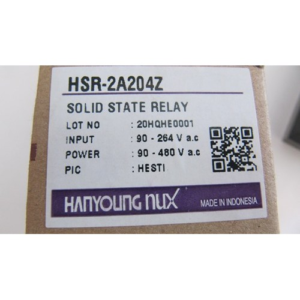 HSR-2A204Z
SOLID STATE RELAY
LOT NO : 20HQHE0001
INPUT : 90 - 264 V a.c
POWER : 90 - 480 V a.c
PIC : HESTI
HANYOUNG NUX
MADE IN INDONESIA